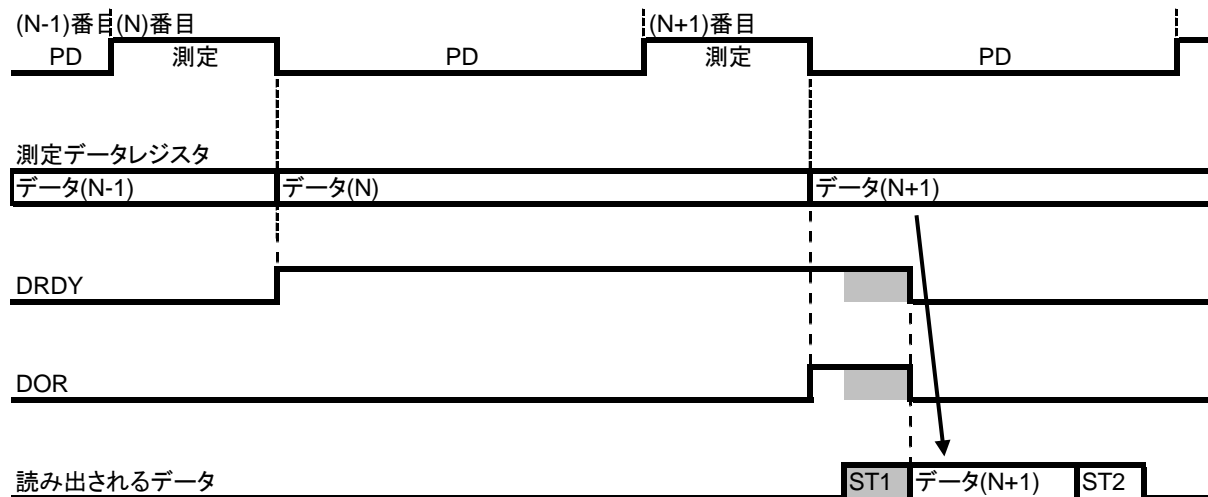 (N-1)番目 (N)番目 (N+1)番目
PD 測定 PD 測定 PD
測定データレジスタ
データ(N-1) データ(N) データ(N+1)
DRDY
DOR
読み出されるデータ ST1 データ(N+1) ST2